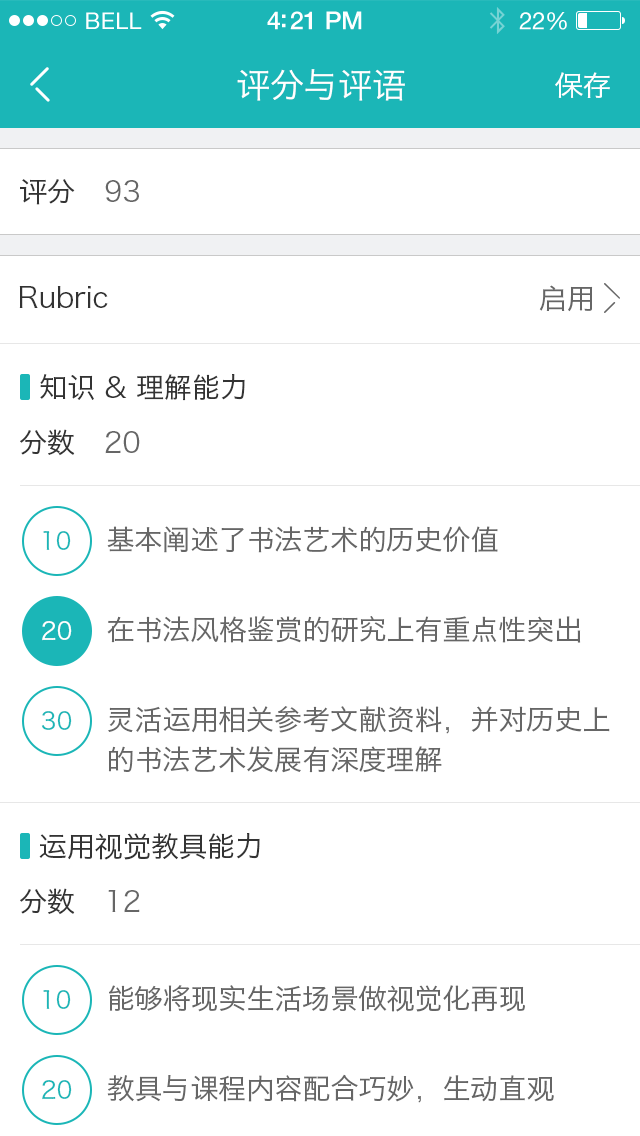 BELL 4:21 PM 22%
评分与评语 保存
评分 93
Rubric 启用
知识 & 理解能力
分数 20
10 基本阐述了书法艺术的历史价值
20 在书法风格鉴赏的研究上有重点性突出
30 灵活运用相关参考文献资料，并对历史上
的书法艺术发展有深度理解
运用视觉教具能力
分数 12
10 能够将现实生活场景做视觉化再现
20 教具与课程内容配合巧妙，生动直观